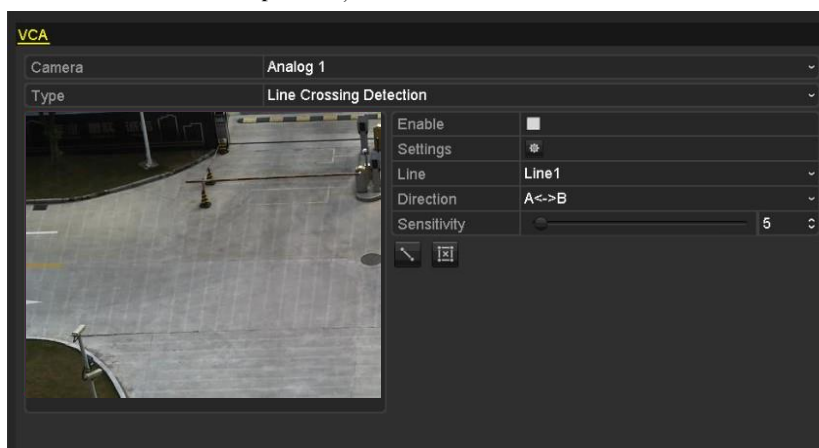 VCA
Camera Analog 1
Type Line Crossing Detection
Enable
Settings
Line Line1
Direction A<->B
Sensitivity 5